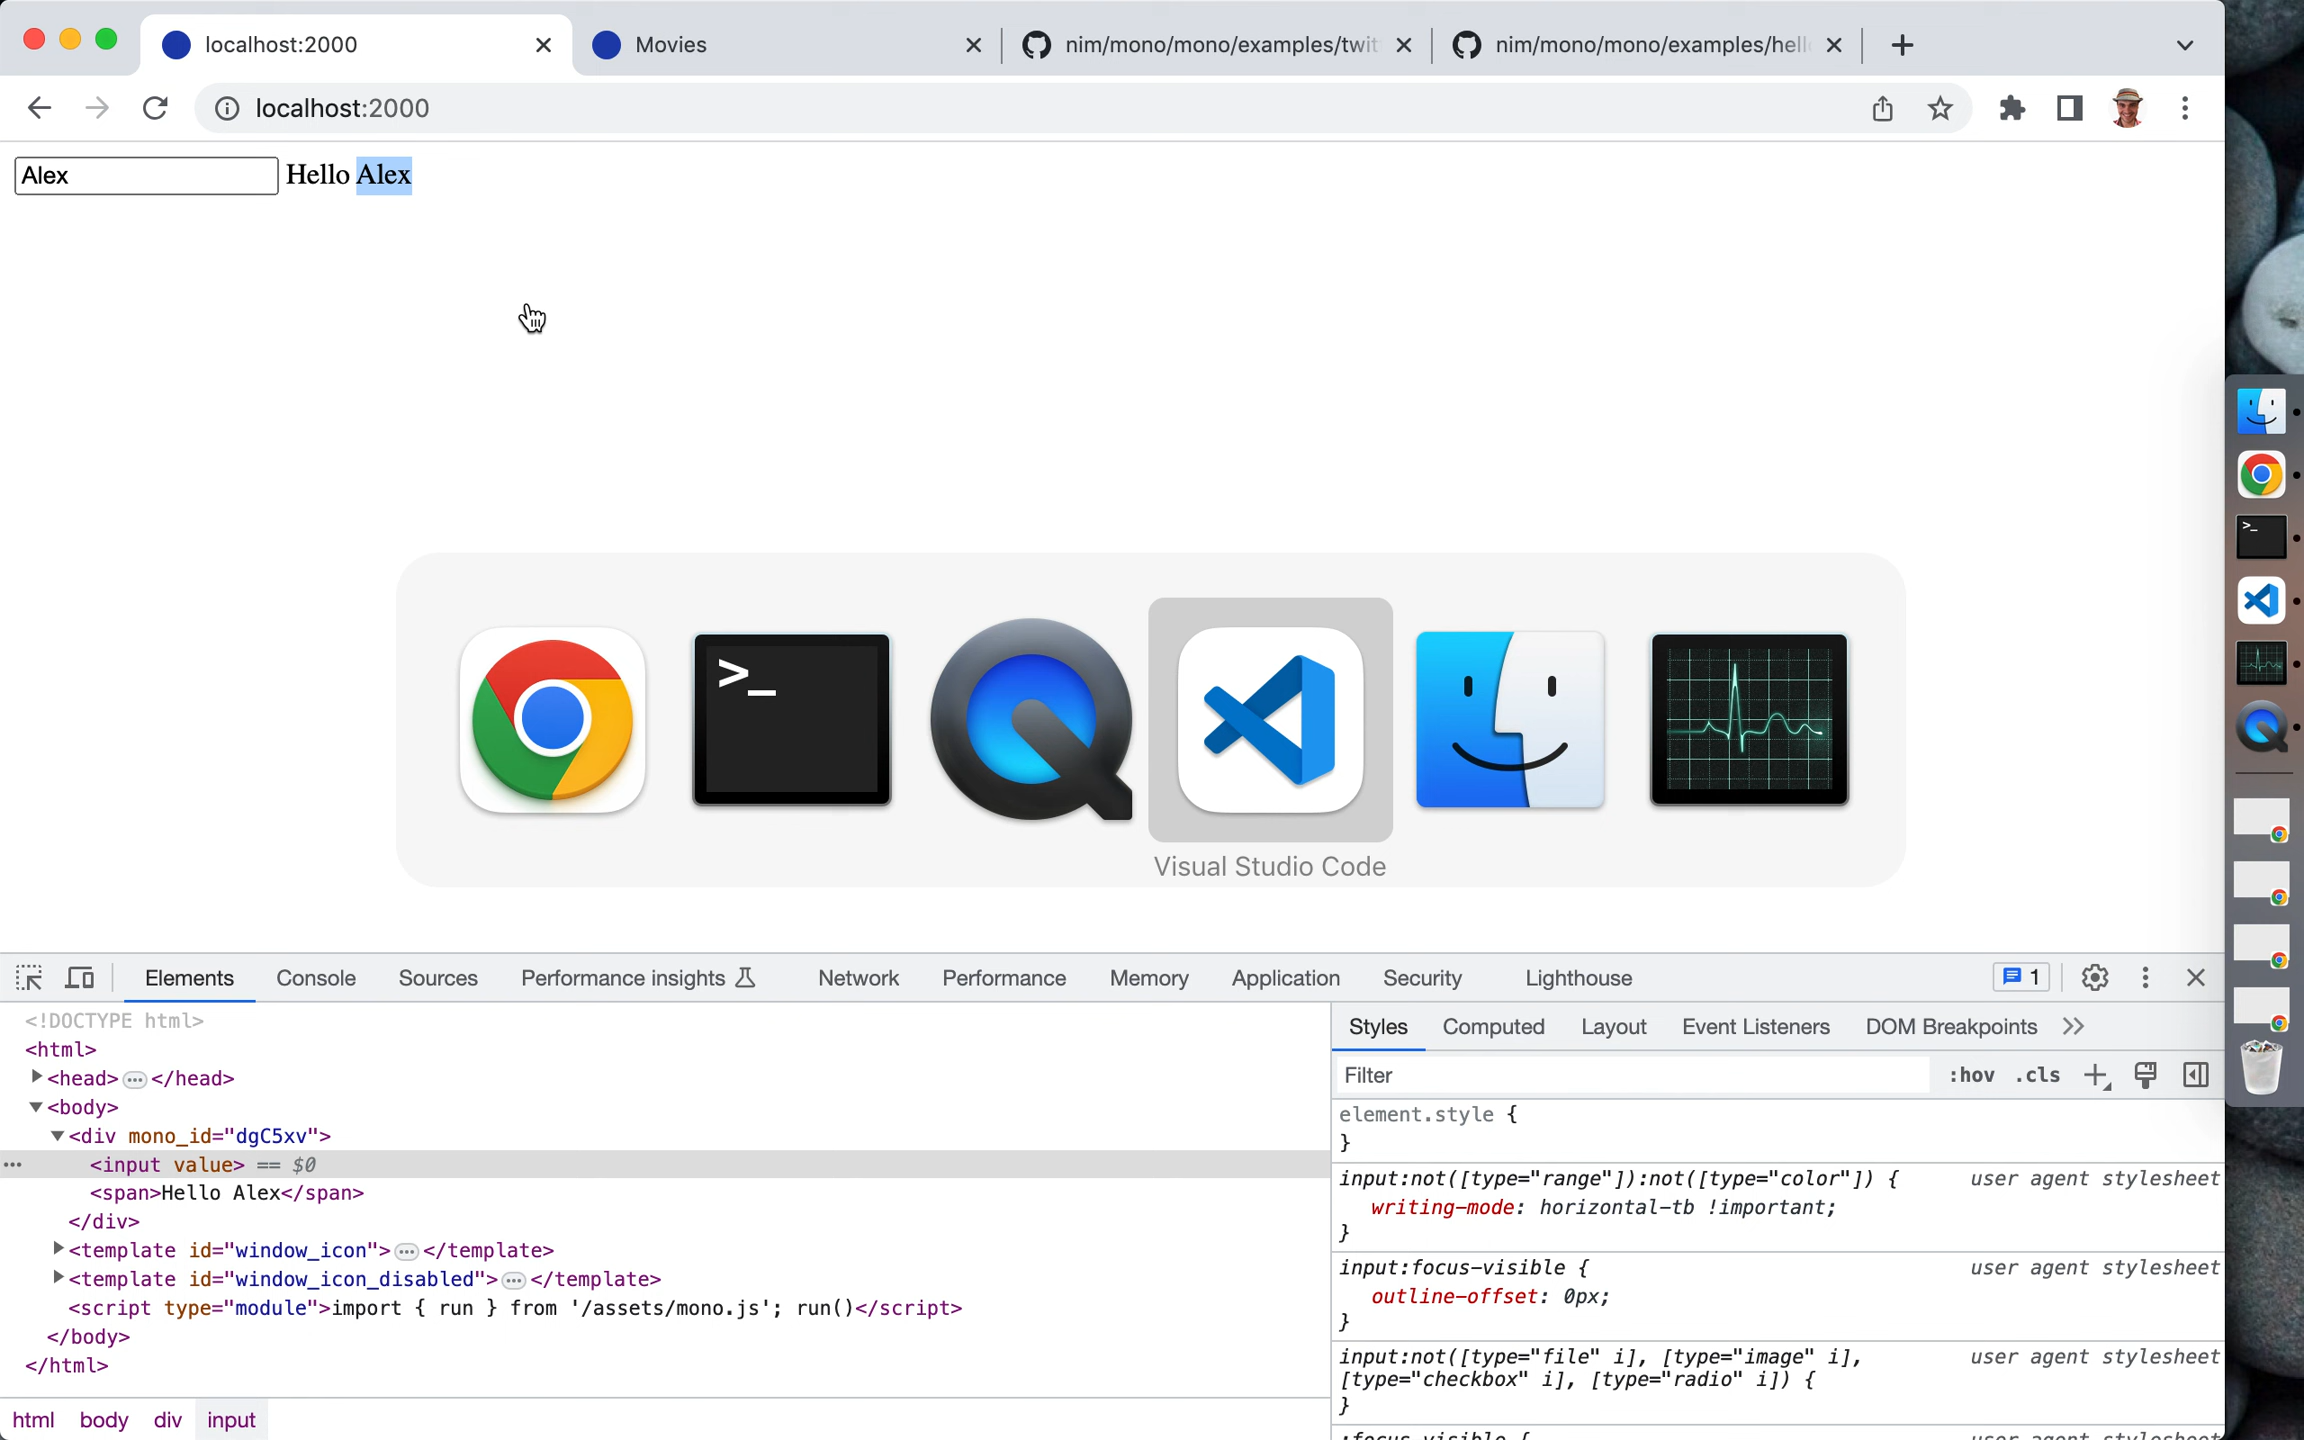 localhost:2000
Movies
nim/mono/mono/examples/twit
nim/mono/mono/examples/hell
localhost:2000
Alex Hello Alex
>_
>_
Visual Studio Code
Elements Console Sources Performance insights Network Performance Memory Application Security Lighthouse 1
<!DOCTYPE html>
<html>
<head>…</head>
<body>
<div mono_id="dgC5xv">
<input value> == $0
<span>Hello Alex</span>
</div>
<template id="window_icon">…</template>
<template id="window_icon_disabled">…</template>
<script type="module">import { run } from '/assets/mono.js'; run()</script>
</body>
</html>
html body div input
Styles Computed Layout Event Listeners DOM Breakpoints
Filter :hov .cls
element.style {
}
input:not([type="range"]):not([type="color"]) { user agent stylesheet
writing-mode: horizontal-tb !important;
}
input:focus-visible { user agent stylesheet
outline-offset: 0px;
}
input:not([type="file" i], [type="image" i], user agent stylesheet
[type="checkbox" i], [type="radio" i]) {
}
:focus-visible { user agent stylesheet